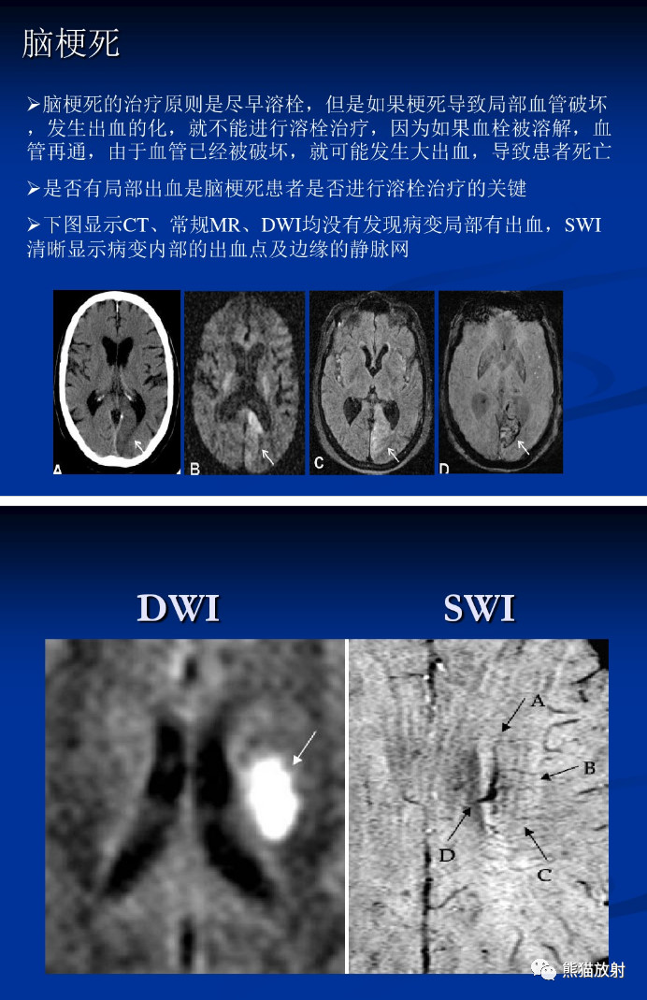 脑梗死
➢脑梗死的治疗原则是尽早溶栓，但是如果梗死导致局部血管破坏
，发生出血的化，就不能进行溶栓治疗，因为如果血栓被溶解，血
管再通，由于血管已经被破坏，就可能发生大出血，导致患者死亡
➢是否有局部出血是脑梗死患者是否进行溶栓治疗的关键
➢下图显示CT、常规MR、DWI均没有发现病变局部有出血，SWI
清晰显示病变内部的出血点及边缘的静脉网
A B C D
DWI SWI
A
B
D
C
熊猫放射